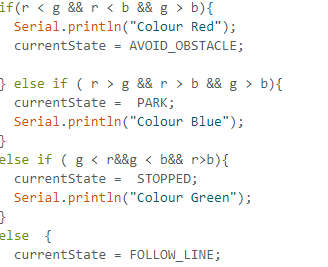 if(r < g && r < b && g > b){
  Serial.println("Colour Red");
  currentState = AVOID_OBSTACLE;

} else if ( r > g && r > b && g > b){
  currentState =  PARK;
  Serial.println("Colour Blue");
}
else if ( g < r&&g < b&& r>b){
  currentState =  STOPPED;
  Serial.println("Colour Green");
}
else  {
  currentState = FOLLOW_LINE;